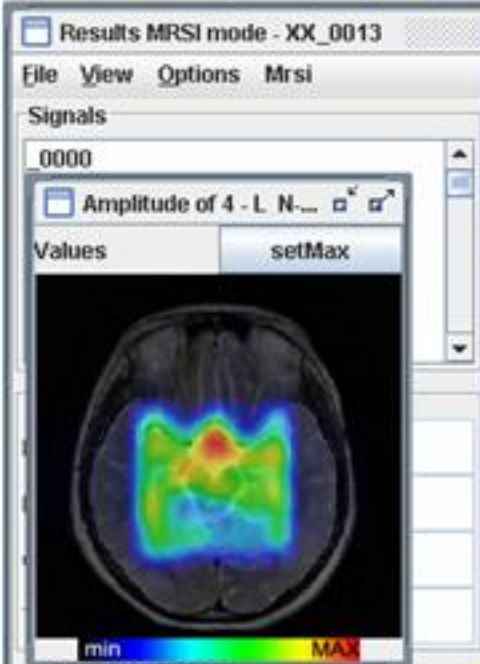 Results MRSI mode - XX_0013
File View Options Mrsi
Signals
_0000
Amplitude of 4 - L N-...
Values setMax
min MAX